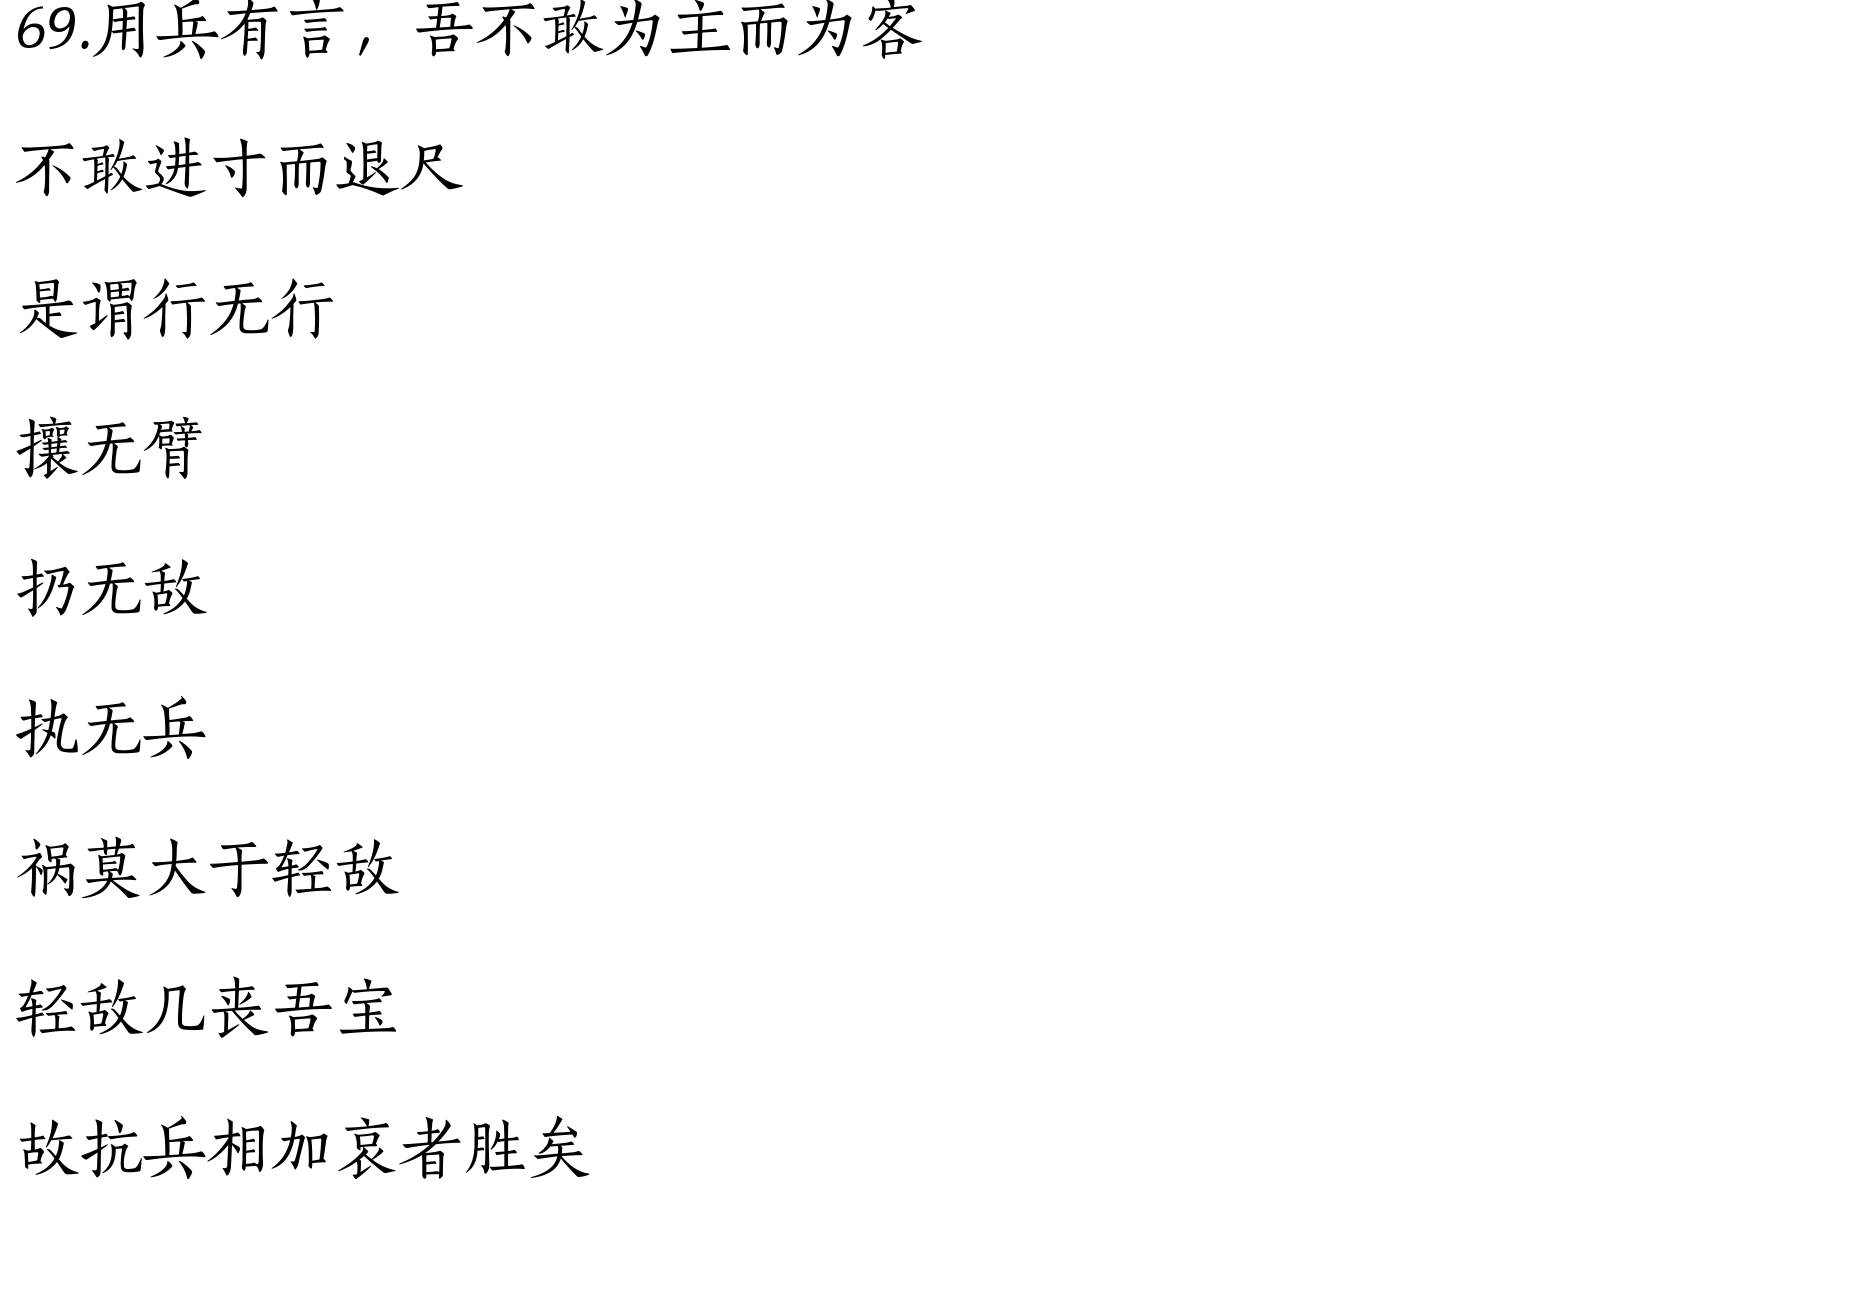 69.用兵有言，吾不敢为主而为客
不敢进寸而退尺
是谓行无行
攘无臂
扔无敌
执无兵
祸莫大于轻敌
轻敌几丧吾宝
故抗兵相加哀者胜矣